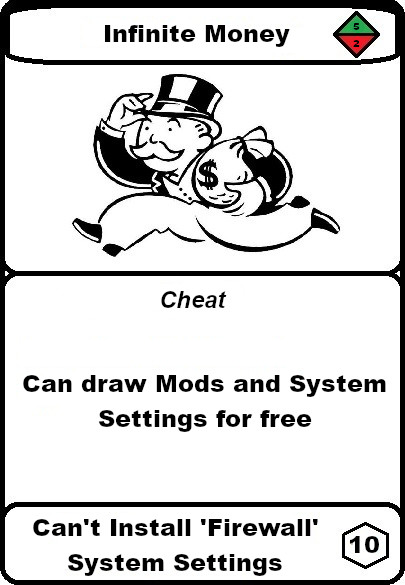 Infinite Money
5
2
$
Cheat
Can draw Mods and System
Settings for free
Can't Install 'Firewall'
System Settings
10